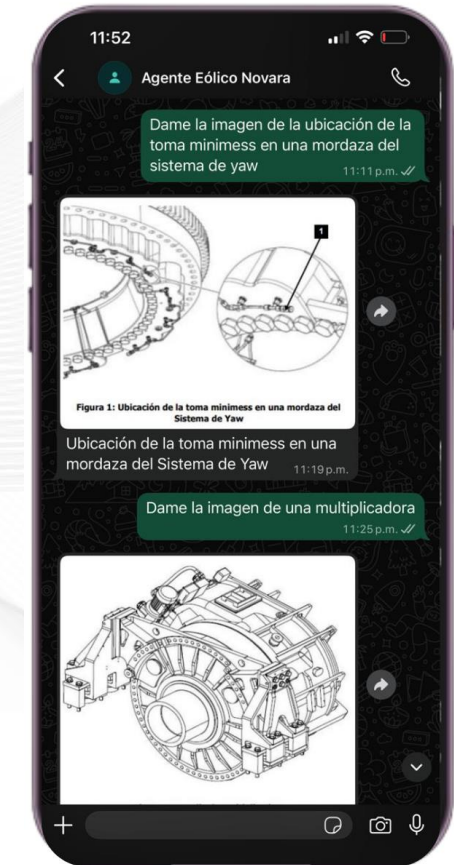 11:52
Agente Eólico Novara
Dame la imagen de la ubicación de la
toma minimess en una mordaza del
sistema de yaw
11:11 p.m.
1
Figura 1: Ubicación de la toma minimess en una mordaza del
Sistema de Yaw
Ubicación de la toma minimess en una
mordaza del Sistema de Yaw
11:19 p.m.
Dame la imagen de una multiplicadora
11:25 p.m.